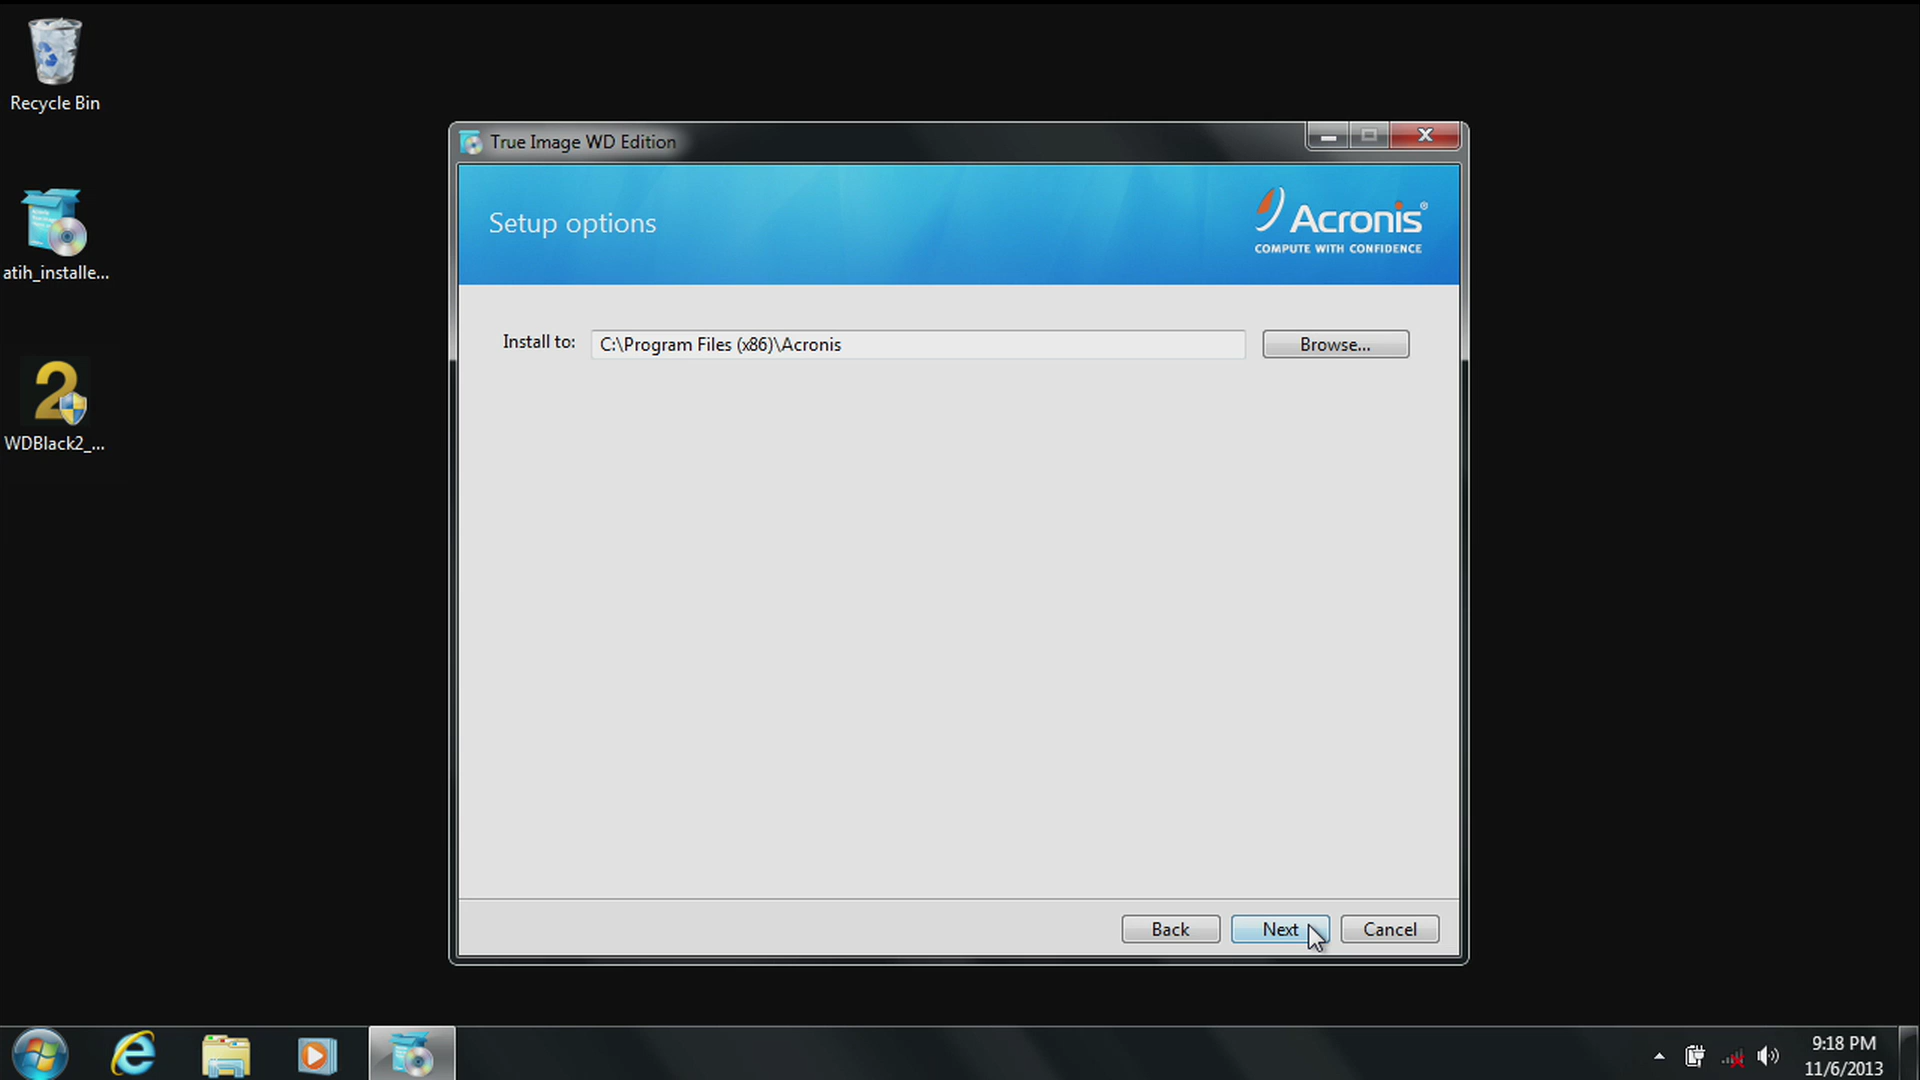 Recycle Bin
atih_installe...
2
WDBlack2_...
True Image WD Edition
Setup options
Acronis®
COMPUTE WITH CONFIDENCE
Install to:
C:\Program Files (x86)\Acronis
Browse...
Back
Next
Cancel
9:18 PM
11/6/2013